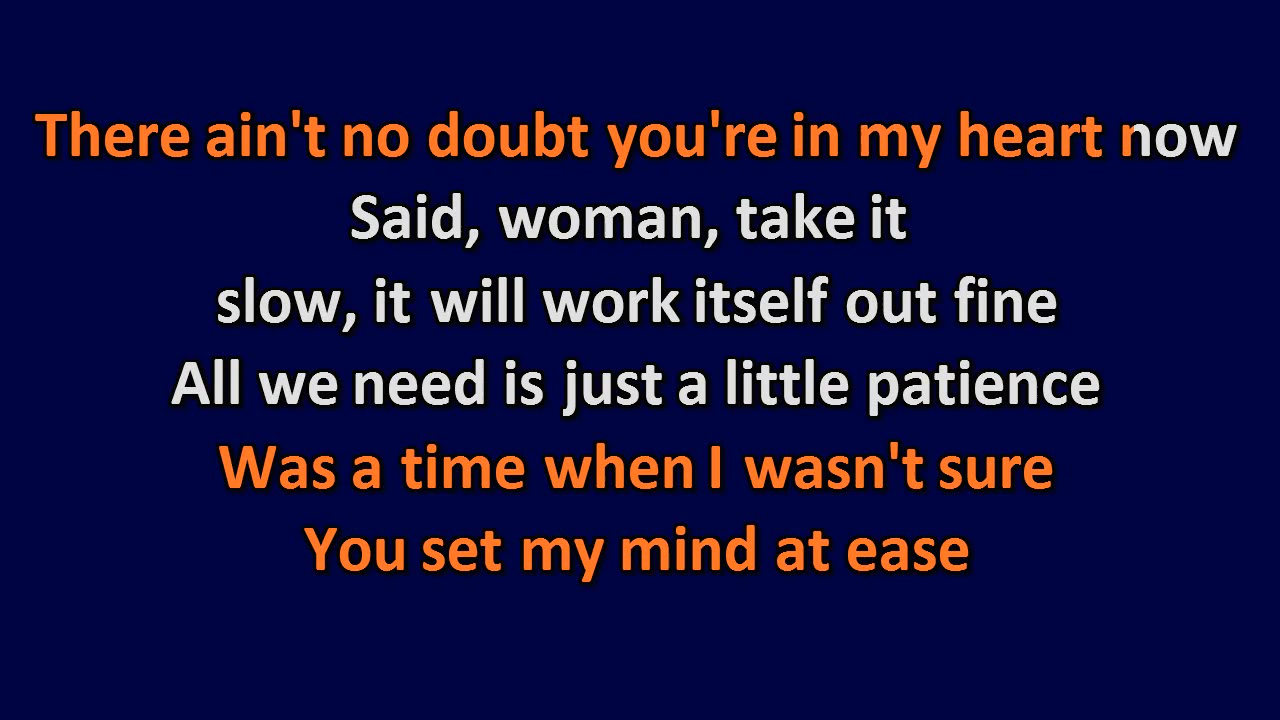 There ain't no doubt you're in my heart now
Said, woman, take it
slow, it will work itself out fine
All we need is just a little patience
Was a time when I wasn't sure
You set my mind at ease